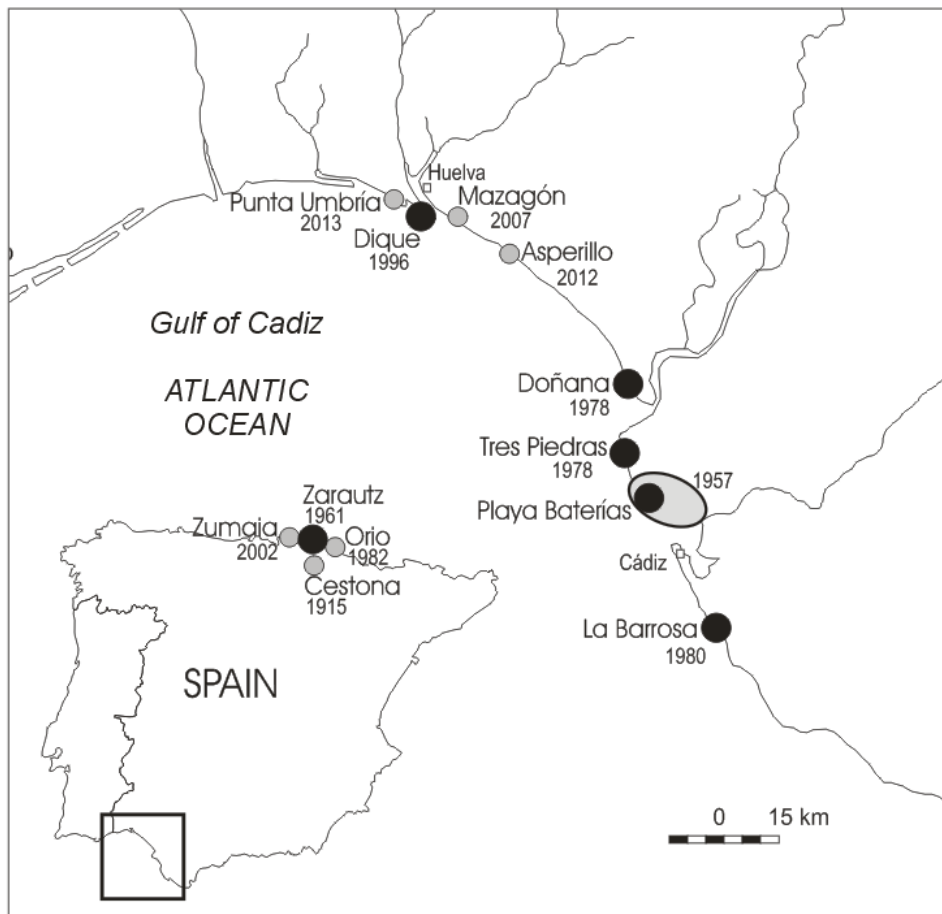 Huelva
Punta Umbría
2013
Mazagón
2007
Dique
1996
Asperillo
2012
Gulf of Cadiz
ATLANTIC
OCEAN
Doñana
1978
Tres Piedras
1978
1957
Playa Baterías
Zarautz
1961
Zumaia
2002
Orio
1982
Cestona
1915
Cádiz
La Barrosa
1980
SPAIN
0 15 km